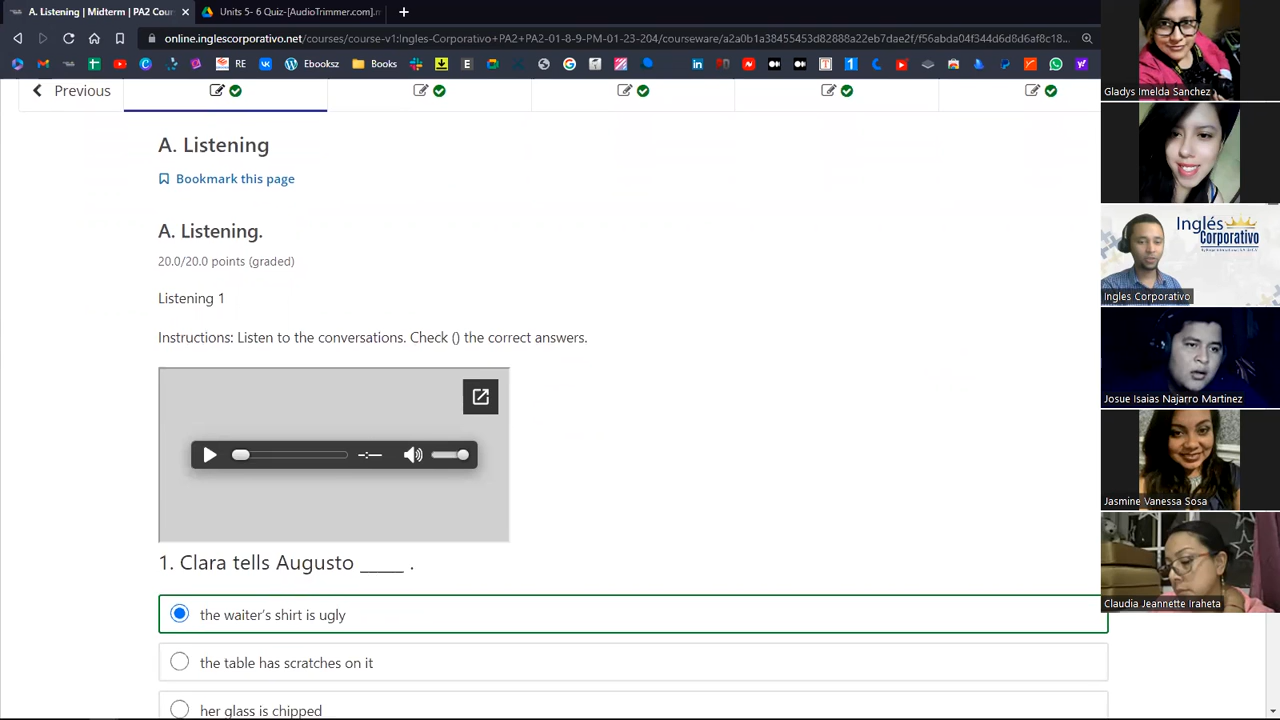 A. Listening | Midterm | PA2 Cour
Units 5- 6 Quiz-[AudioTrimmer.com].m
online.inglescorporativo.net/courses/course-v1:Ingles-Corporativo+PA2+PA2-01-8-9-PM-01-23-204/courseware/a2a0b1a38455453d82888a22eb7dae2f/56abda04f344d6d8d6af8c18...
RE
Ebooksz
Books
Previous
A. Listening
Bookmark this page
A. Listening.
20.0/20.0 points (graded)
Listening 1
Instructions: Listen to the conversations. Check () the correct answers.
1. Clara tells Augusto _____ .
the waiter's shirt is ugly
the table has scratches on it
her glass is chipped
Gladys Imelda Sanchez
Inglés
Corporativo
Ingles Corporativo
Josue Isaias Najarro Martinez
Jasmine Vanessa Sosa
Claudia Jeannette Iraheta